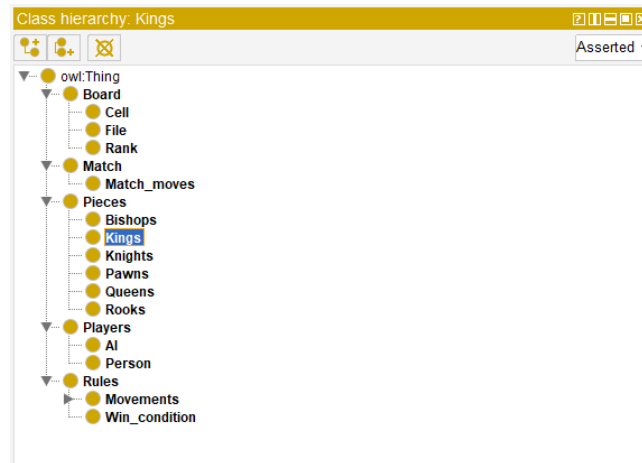 Class hierarchy: Kings
Asserted
owl:Thing
Board
Cell
File
Rank
Match
Match_moves
Pieces
Bishops
Kings
Knights
Pawns
Queens
Rooks
Players
AI
Person
Rules
Movements
Win_condition